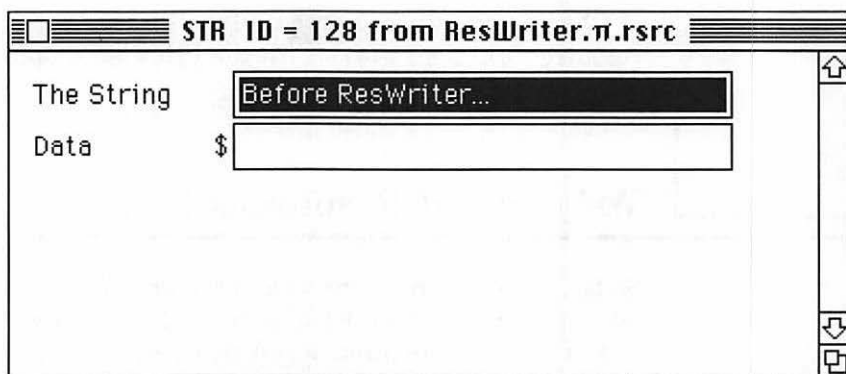 STR ID = 128 from ResWriter.π.rsrc
The String Before ResWriter...
Data $